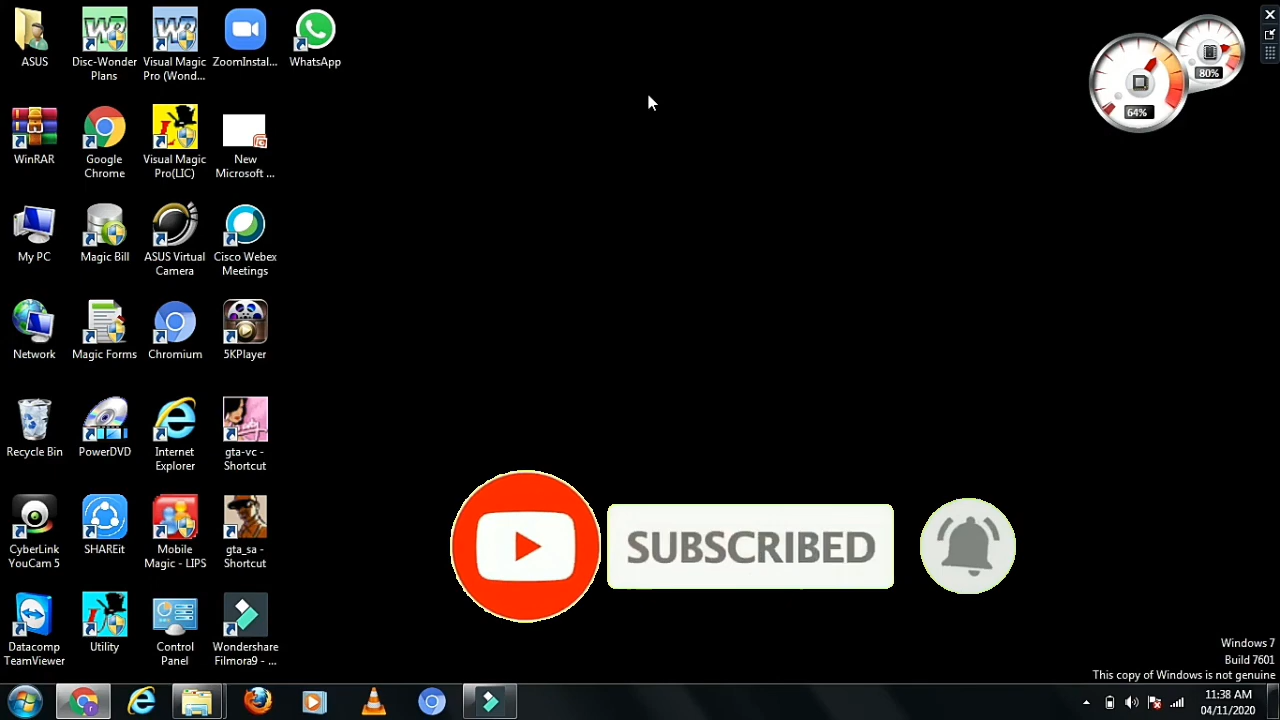 ASUS
Disc-Wonder
Plans
Visual Magic
Pro (Wond...
ZoomInstal...
WhatsApp
WinRAR
Google
Chrome
Visual Magic
Pro(LIC)
New
Microsoft ...
My PC
Magic Bill
ASUS Virtual
Camera
Cisco Webex
Meetings
Network
Magic Forms
Chromium
5KPlayer
Recycle Bin
PowerDVD
Internet
Explorer
gta-vc -
Shortcut
CyberLink
YouCam 5
SHAREit
Mobile
Magic - LIPS
gta_sa -
Shortcut
Datacomp
TeamViewer
Utility
Control
Panel
Wondershare
Filmora9 - ...
80%
64%
SUBSCRIBED
Windows 7
Build 7601
This copy of Windows is not genuine
11:38 AM
04/11/2020